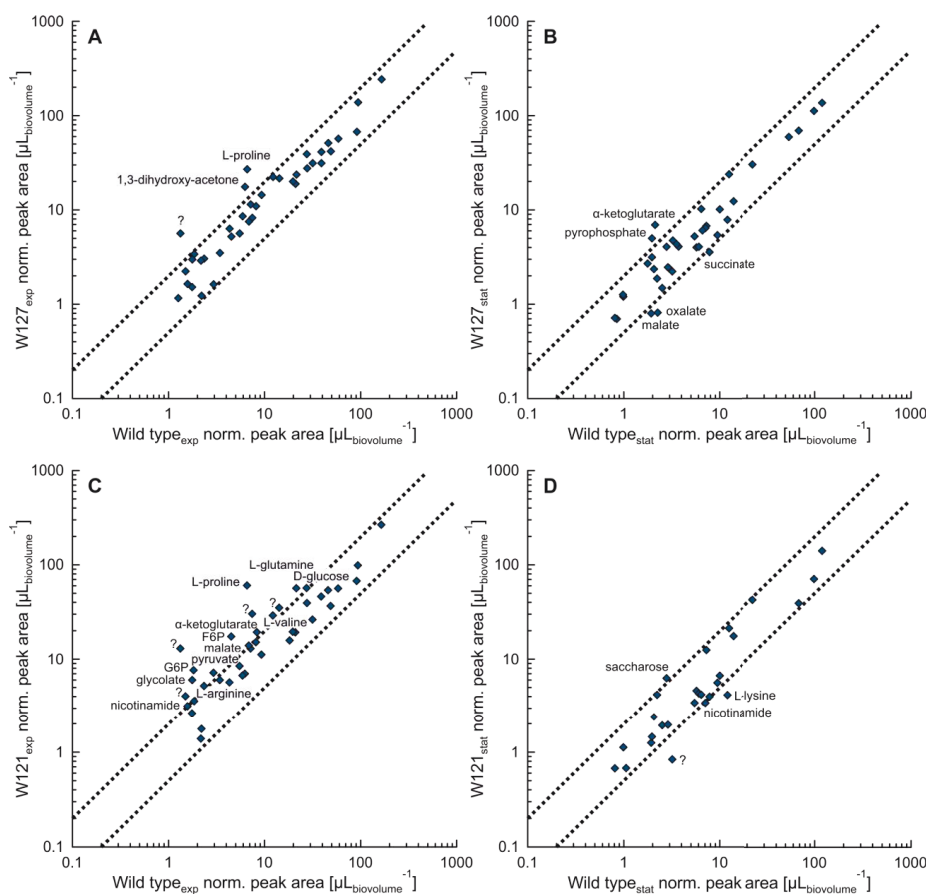 A
1000
100
10
1
0.1
W127exp norm. peak area [µLbiovolume-1]
L-proline
1,3-dihydroxy-acetone
?
0.1 1 10 100 1000
Wild typeexp norm. peak area [µLbiovolume-1]
B
1000
100
10
1
0.1
W127stat norm. peak area [µLbiovolume-1]
α-ketoglutarate
pyrophosphate
succinate
oxalate
malate
0.1 1 10 100 1000
Wild typestat norm. peak area [µLbiovolume-1]
C
1000
100
10
1
0.1
W121exp norm. peak area [µLbiovolume-1]
L-glutamine
D-glucose
L-proline
?
?
L-valine
α-ketoglutarate
F6P
?
malate
pyruvate
G6P
glycolate
L-arginine
?
nicotinamide
0.1 1 10 100 1000
Wild typeexp norm. peak area [µLbiovolume-1]
D
1000
100
10
1
0.1
W121stat norm. peak area [µLbiovolume-1]
saccharose
L-lysine
nicotinamide
?
0.1 1 10 100 1000
Wild typestat norm. peak area [µLbiovolume-1]